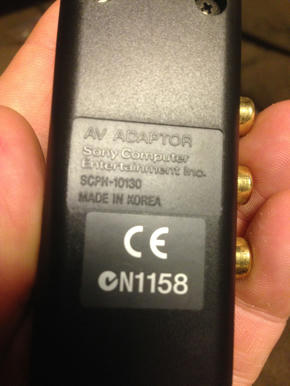 AV ADAPTOR
Sony Computer
Entertainment Inc.
SCPH-10130
MADE IN KOREA
CE
N1158